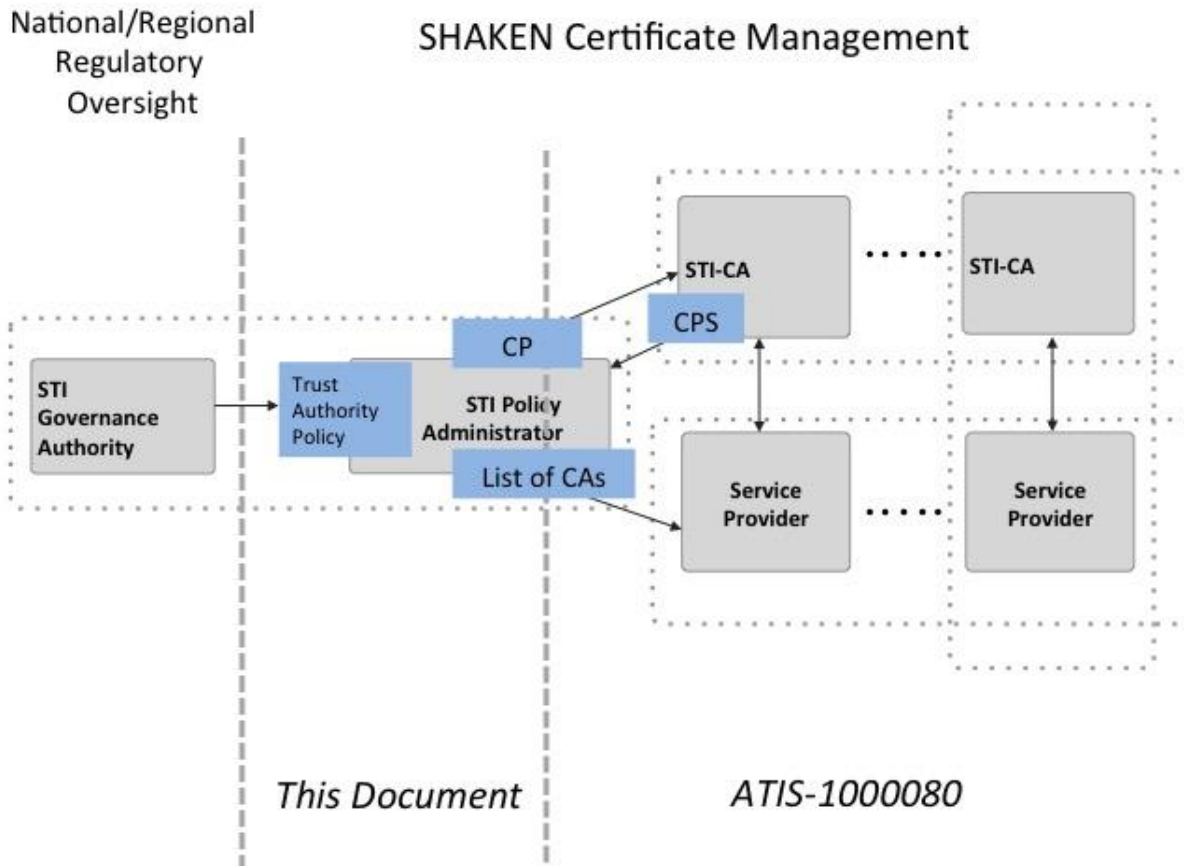 National/Regional
Regulatory
Oversight
SHAKEN Certificate Management
STI-CA
STI-CA
CPS
CP
STI
Governance
Authority
Trust
Authority
Policy
STI Policy
Administrator
List of CAs
Service
Provider
Service
Provider
This Document
ATIS-1000080